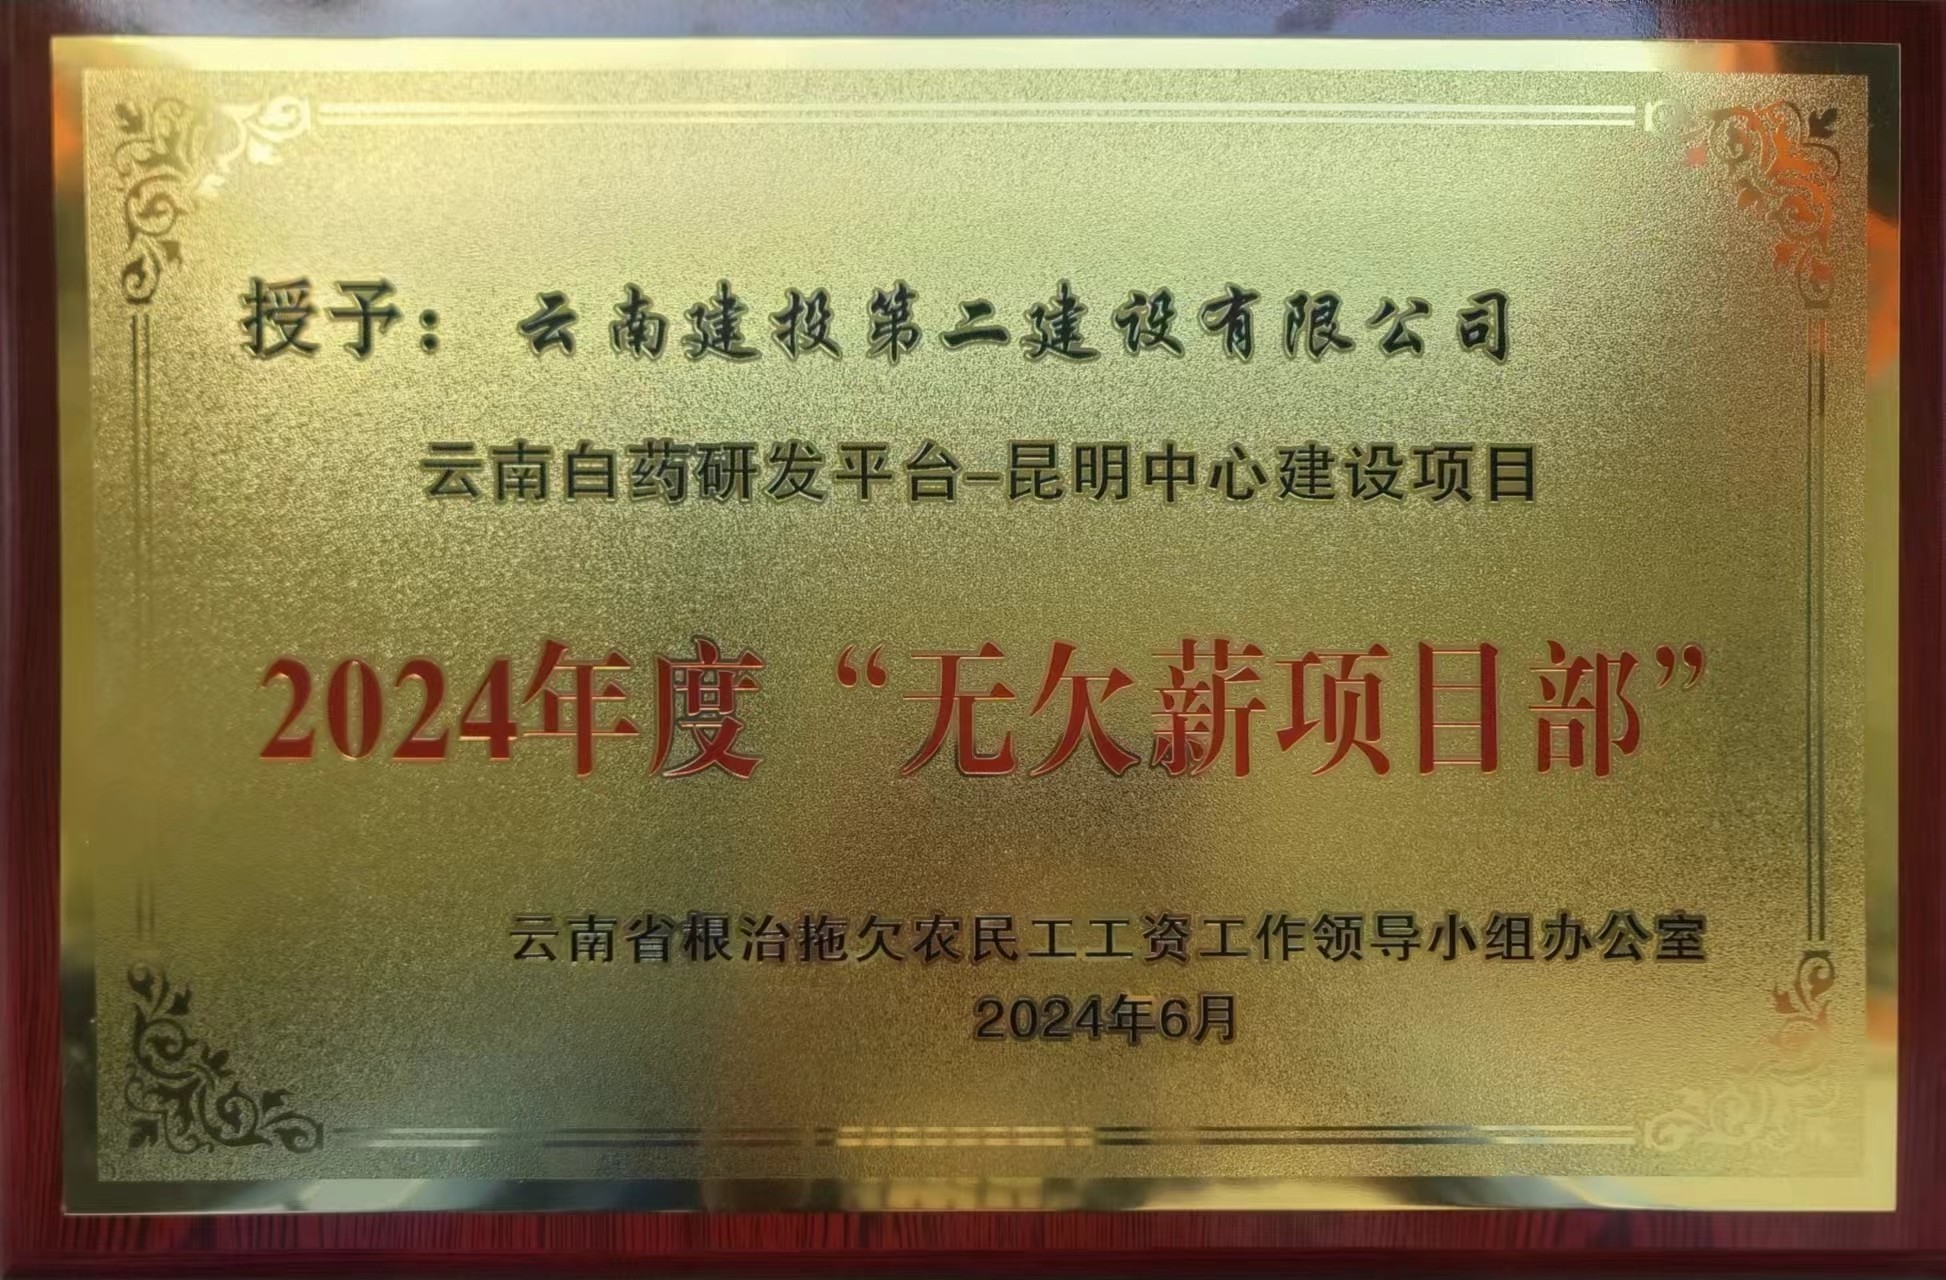 授予：云南建投第二建设有限公司
云南白药研发平台-昆明中心建设项目
2024年度“无欠薪项目部”
云南省根治拖欠农民工工资工作领导小组办公室
2024年6月